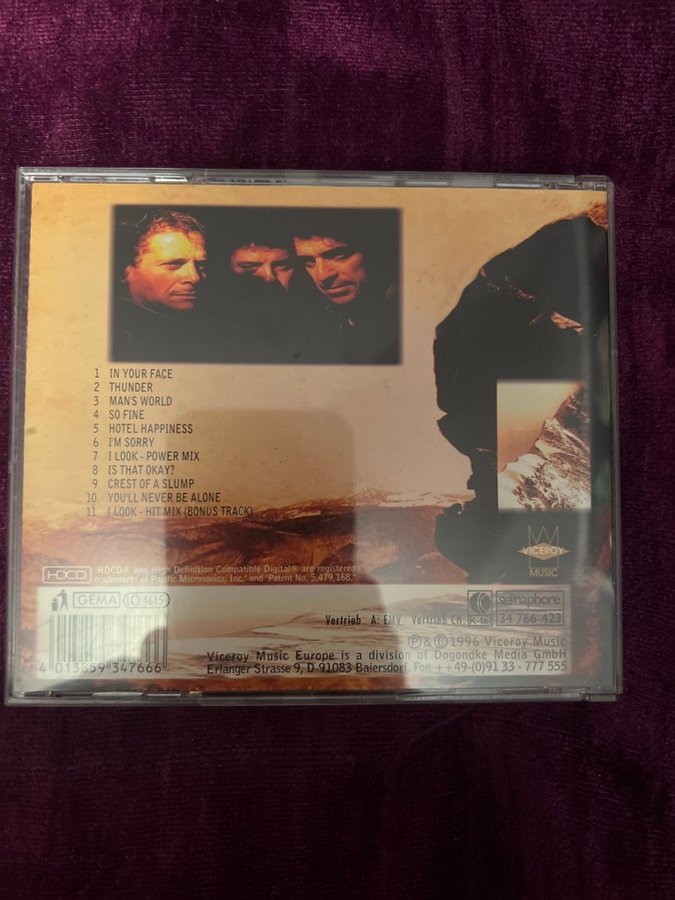 1 IN YOUR FACE
2 THUNDER
3 MAN'S WORLD
4 SO FINE
5 HOTEL HAPPINESS
6 I'M SORRY
7 I LOOK - POWER MIX
8 IS THAT OKAY?
9 CREST OF A SLUMP
10 YOU'LL NEVER BE ALONE
11 I LOOK - HIT MIX (BONUS TRACK)
VICEROY
MUSIC
HDCD "HDCD® and High Definition Compatible Digital® are registered
trademarks of Pacific Microsonics, Inc." and "Patent No. 5,479,168."
GEMA LC 4615
Vertrieb A: EMV Vertrieb CH: K-tel
semaphore
34 766-423
℗ & © 1996 Viceroy Music
Viceroy Music Europe is a division of Dogondke Media GmbH
Erlanger Strasse 9, D-91083 Baiersdorf, Fon ++49-(0)91 33 - 777 555
4 013859 347666